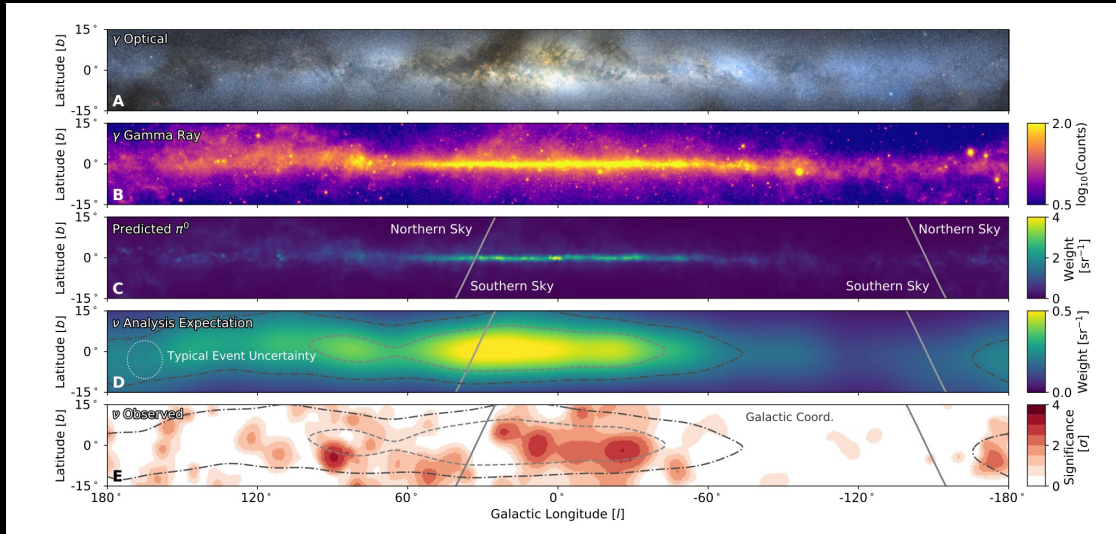 15°
0°
-15°
Latitude [b]
γ Optical
A
15°
0°
-15°
Latitude [b]
γ Gamma Ray
B
2.0
0.5
log₁₀(Counts)
15°
0°
-15°
Latitude [b]
Predicted π⁰
Northern Sky
Northern Sky
Southern Sky
Southern Sky
C
4
2
0
Weight
[sr⁻¹]
15°
0°
-15°
Latitude [b]
ν Analysis Expectation
Typical Event Uncertainty
D
0.5
0.0
Weight [sr⁻¹]
15°
0°
-15°
Latitude [b]
ν Observed
Galactic Coord.
E
4
2
0
Significance
[σ]
180° 120° 60° 0° -60° -120° -180°
Galactic Longitude [l]